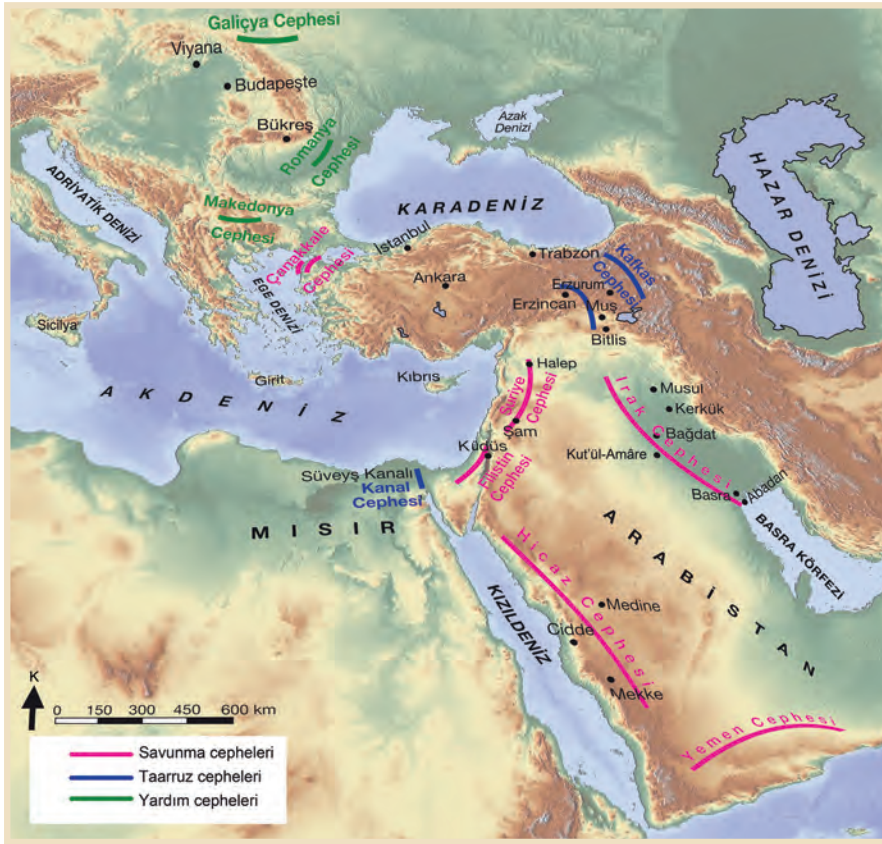 Galiçya Cephesi
Viyana
Budapeşte
Bükreş
Romanya
Cephesi
Azak
Denizi
HAZAR DENİZİ
ADRİYATİK DENİZİ
Makedonya
Cephesi
KARADENİZ
İstanbul
Trabzon
Kafkas
Cephesi
Çanakkale
Cephesi
EGE DENİZİ
Ankara
Erzurum
Erzincan
Muş
Bitlis
Sicilya
Girit
Kıbrıs
Halep
AKDENİZ
Suriye
Cephesi
Musul
Kerkük
Irak Cephesi
Şam
Bağdat
Kudüs
Kut'ül-Amâre
Filistin
Cephesi
Süveyş Kanalı
Kanal
Cephesi
Basra
Abadan
MISIR
BASRA KÖRFEZİ
ARABİSTAN
Hicaz Cephesi
KIZILDENİZ
Medine
Cidde
Mekke
Yemen Cephesi
K
0 150 300 450 600 km
Savunma cepheleri
Taarruz cepheleri
Yardım cepheleri